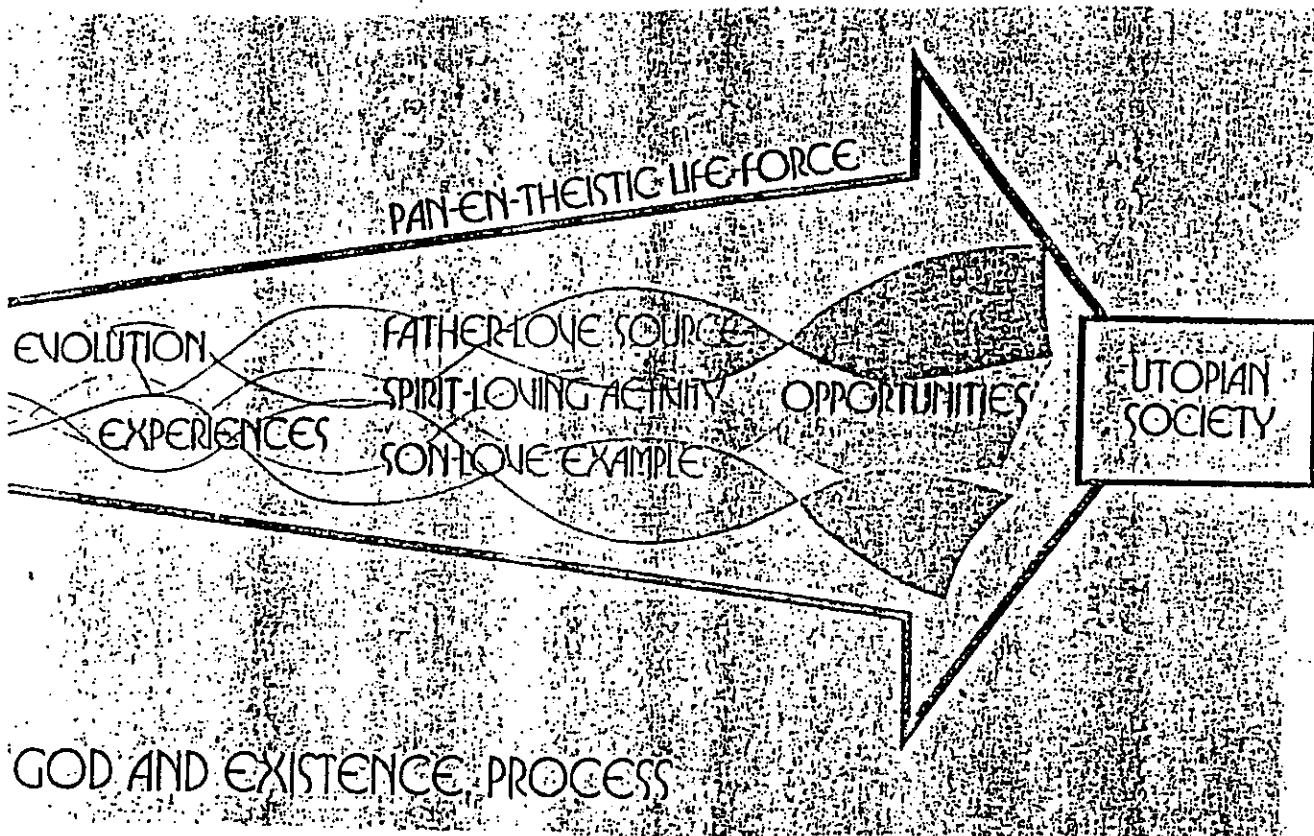 PAN-EN-THEISTIC-LIFE-FORCE
EVOLUTION
EXPERIENCES
FATHER-LOVE SOURCE
SPIRIT-LOVING ACTIVITY
SON-LOVE EXAMPLE
OPPORTUNITIES
UTOPIAN
SOCIETY
GOD AND EXISTENCE PROCESS